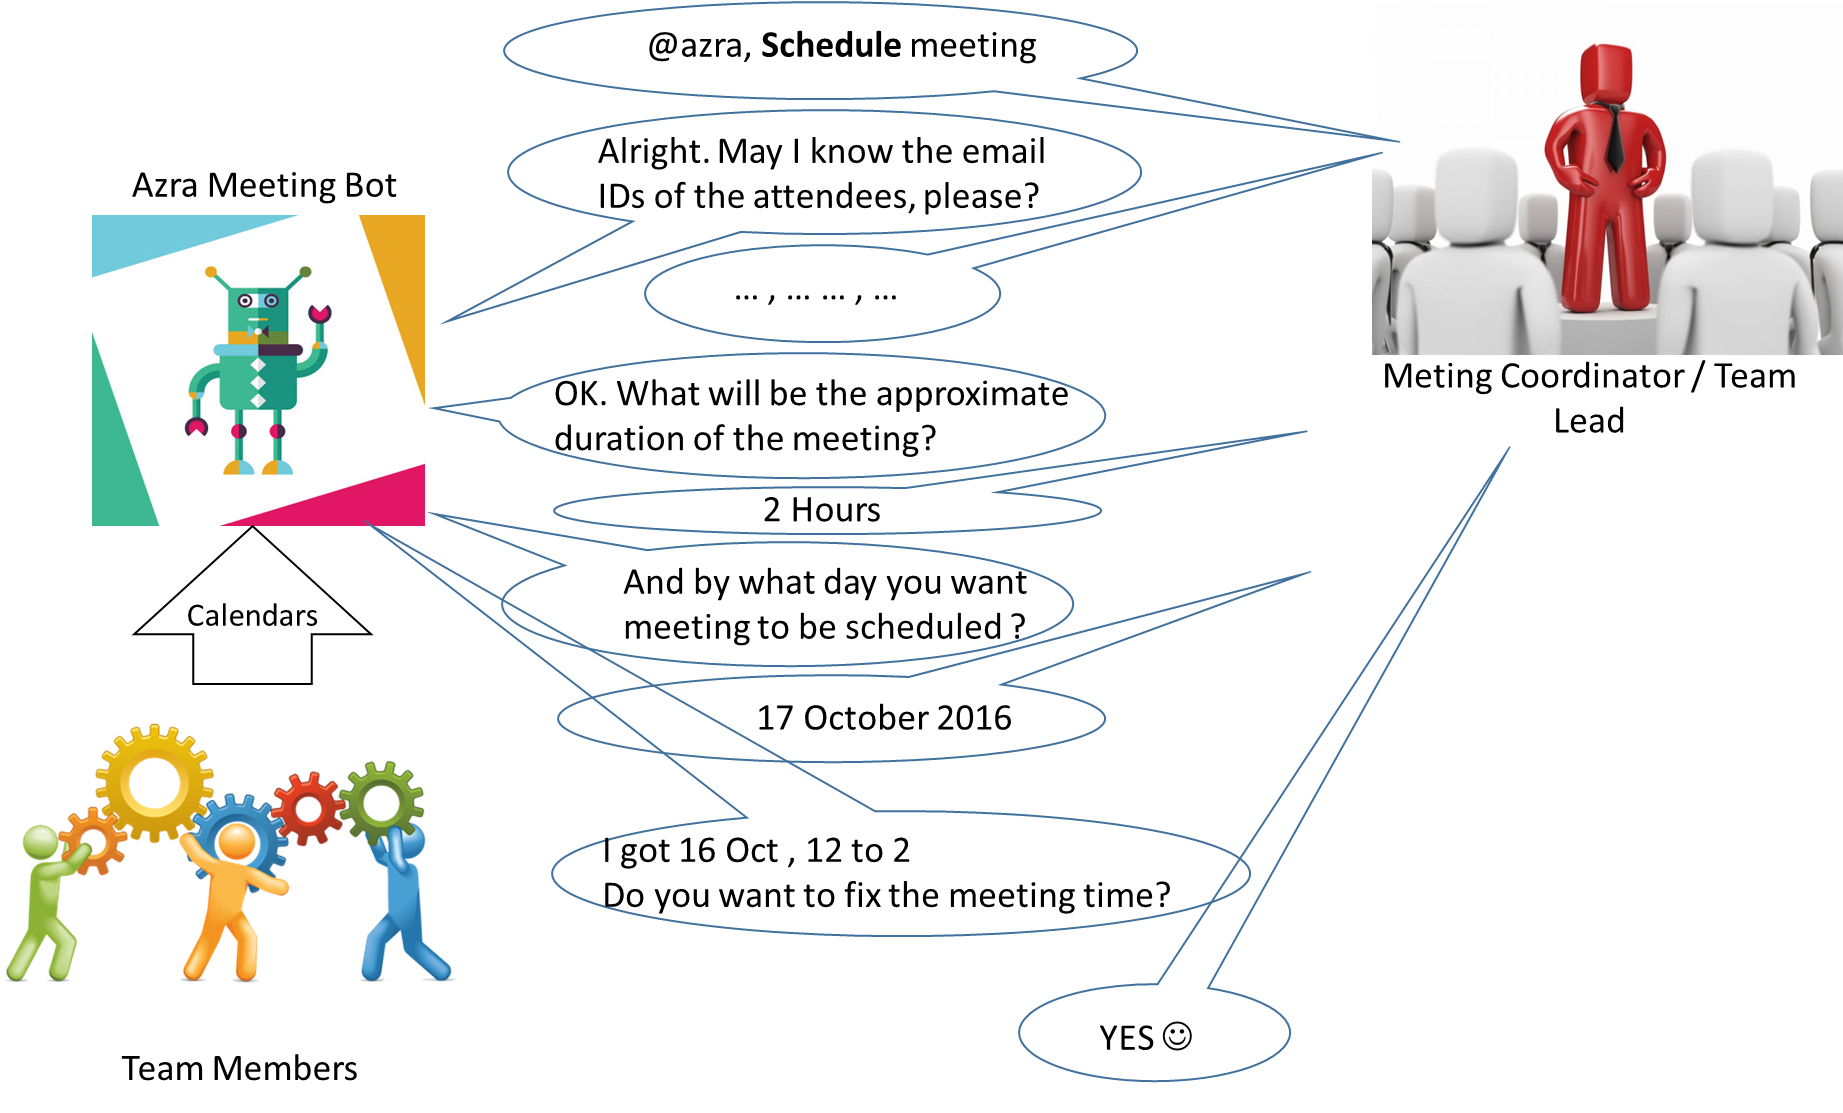 @azra, Schedule meeting
Alright. May I know the email
IDs of the attendees, please?
Azra Meeting Bot
... , ... ... , ...
Meting Coordinator / Team
Lead
OK. What will be the approximate
duration of the meeting?
2 Hours
And by what day you want
meeting to be scheduled ?
Calendars
17 October 2016
I got 16 Oct , 12 to 2
Do you want to fix the meeting time?
YES ☺
Team Members